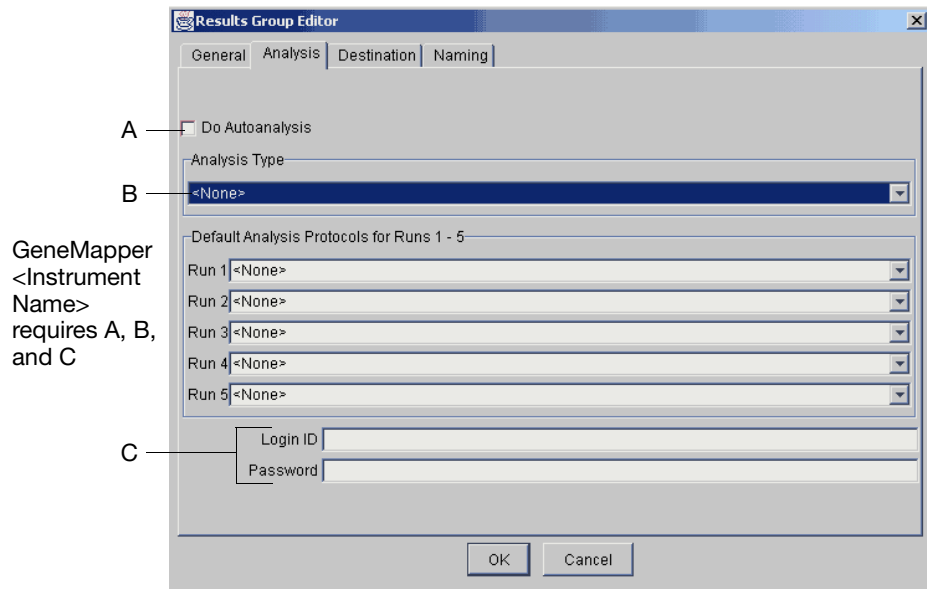 Results Group Editor
General Analysis Destination Naming
A
Do Autoanalysis
Analysis Type
B
<None>
GeneMapper
<Instrument
Name>
requires A, B,
and C
Default Analysis Protocols for Runs 1 - 5
Run 1 <None>
Run 2 <None>
Run 3 <None>
Run 4 <None>
Run 5 <None>
C
Login ID
Password
OK Cancel